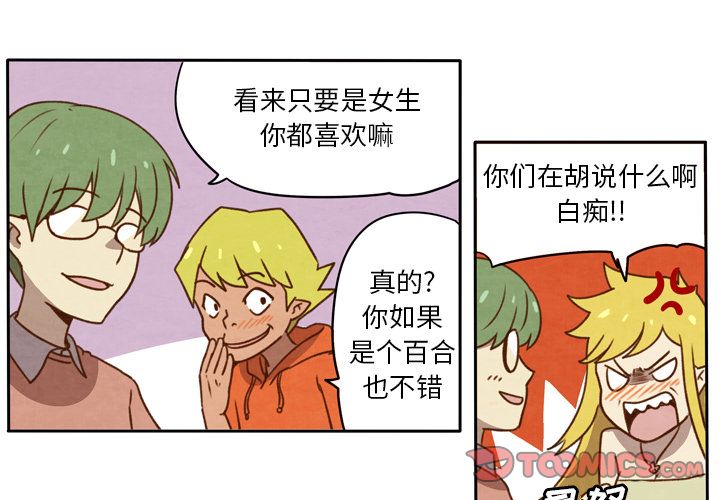 看来只要是女生
你都喜欢嘛
真的?
你如果
是个百合
也不错
你们在胡说什么啊
白痴!!
TOOMICS.COM